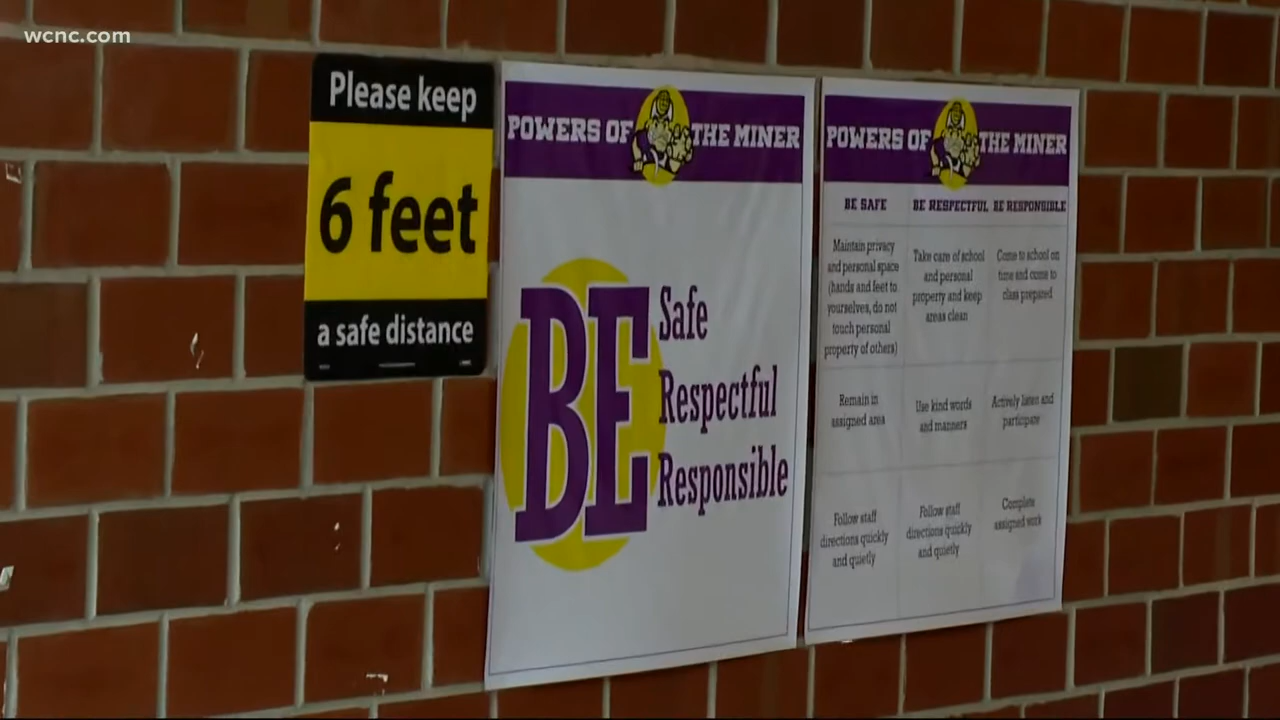 wcnc.com
Please keep
6 feet
a safe distance
POWERS OF THE MINER
BE
Safe
Respectful
Responsible
POWERS OF THE MINER
BE SAFE BE RESPECTFUL BE RESPONSIBLE
Maintain privacy
and personal space
(hands and feet to
yourselves, do not
touch personal
property of others)
Take care of school
and personal
property and keep
areas clean
Come to school on
time and come to
class prepared
Remain in
assigned area
Use kind words
and manners
Actively listen and
participate
Follow staff
directions quickly
and quietly
Follow staff
directions quickly
and quietly
Complete
assigned work